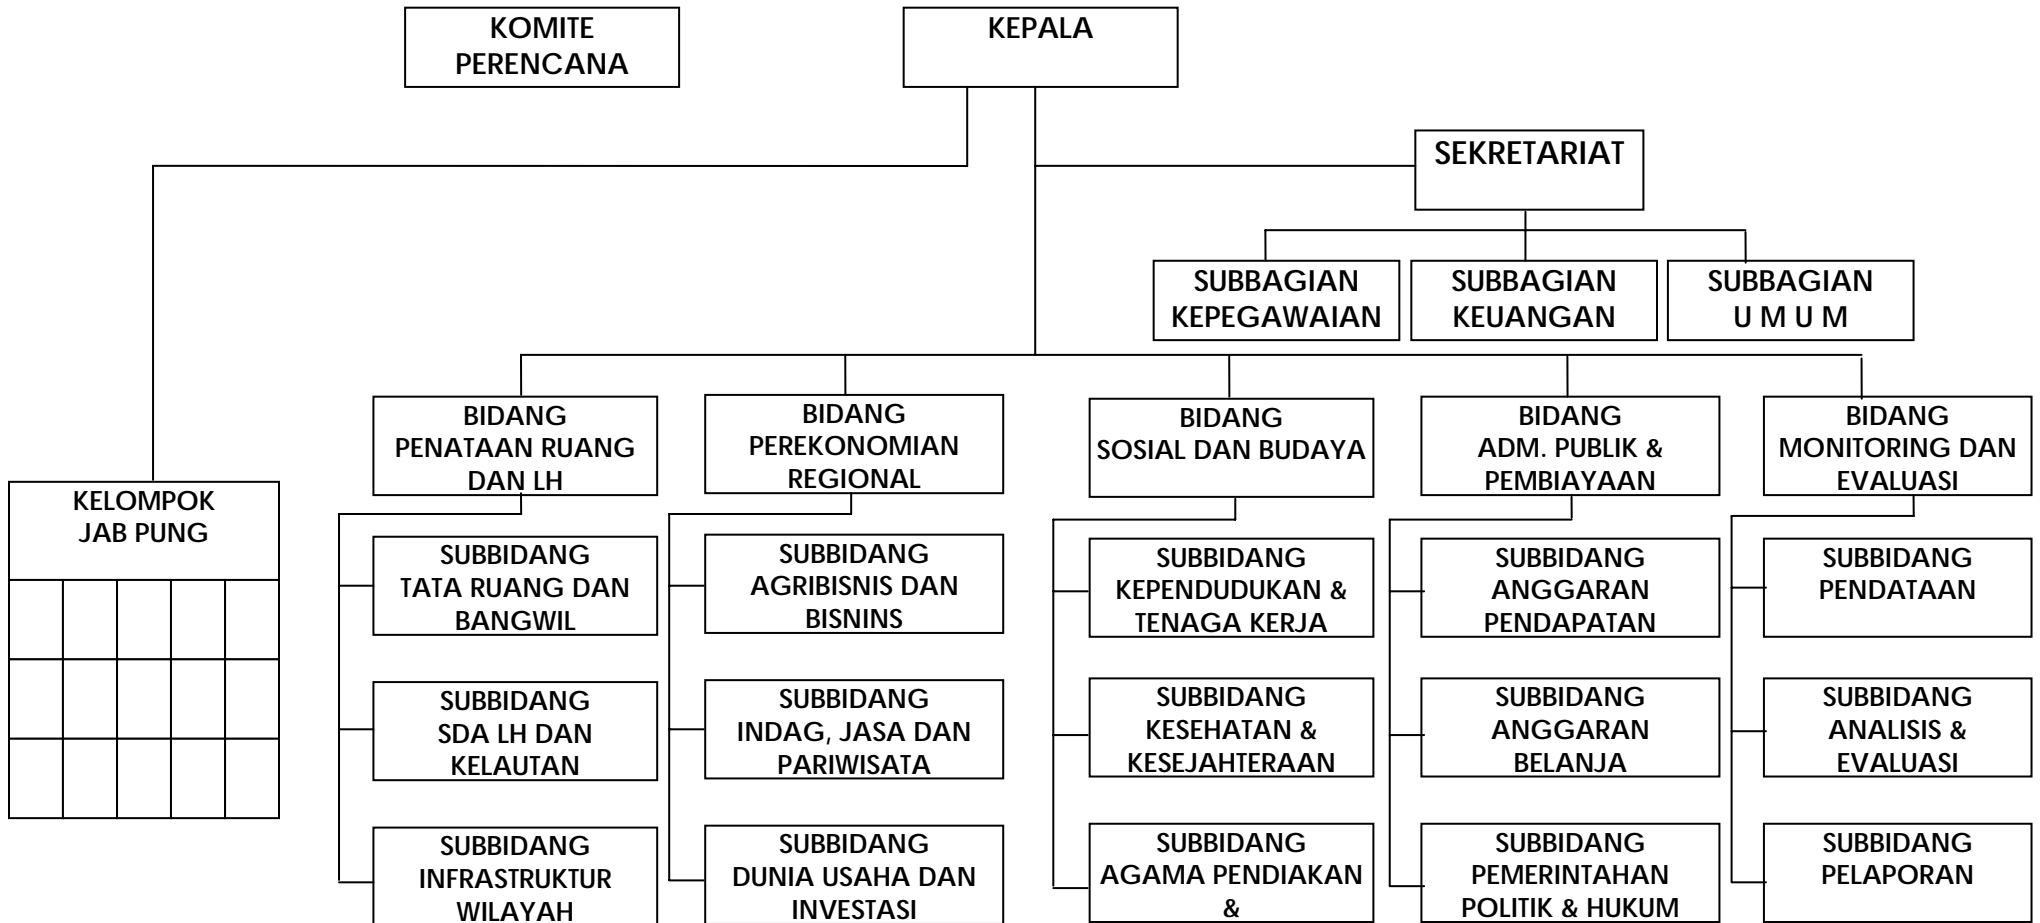 KOMITE
PERENCANA
KEPALA
SEKRETARIAT
SUBBAGIAN
KEPEGAWAIAN
SUBBAGIAN
KEUANGAN
SUBBAGIAN
U M U M
BIDANG
PENATAAN RUANG
DAN LH
BIDANG
PEREKONOMIAN
REGIONAL
BIDANG
SOSIAL DAN BUDAYA
BIDANG
ADM. PUBLIK &
PEMBIAYAAN
BIDANG
MONITORING DAN
EVALUASI
KELOMPOK
JAB PUNG
SUBBIDANG
TATA RUANG DAN
BANGWIL
SUBBIDANG
AGRIBISNIS DAN
BISNINS
SUBBIDANG
KEPENDUDUKAN &
TENAGA KERJA
SUBBIDANG
ANGGARAN
PENDAPATAN
SUBBIDANG
PENDATAAN
SUBBIDANG
SDA LH DAN
KELAUTAN
SUBBIDANG
INDAG, JASA DAN
PARIWISATA
SUBBIDANG
KESEHATAN &
KESEJAHTERAAN
SUBBIDANG
ANGGARAN
BELANJA
SUBBIDANG
ANALISIS &
EVALUASI
SUBBIDANG
INFRASTRUKTUR
WILAYAH
SUBBIDANG
DUNIA USAHA DAN
INVESTASI
SUBBIDANG
AGAMA PENDIAKAN
&
SUBBIDANG
PEMERINTAHAN
POLITIK & HUKUM
SUBBIDANG
PELAPORAN